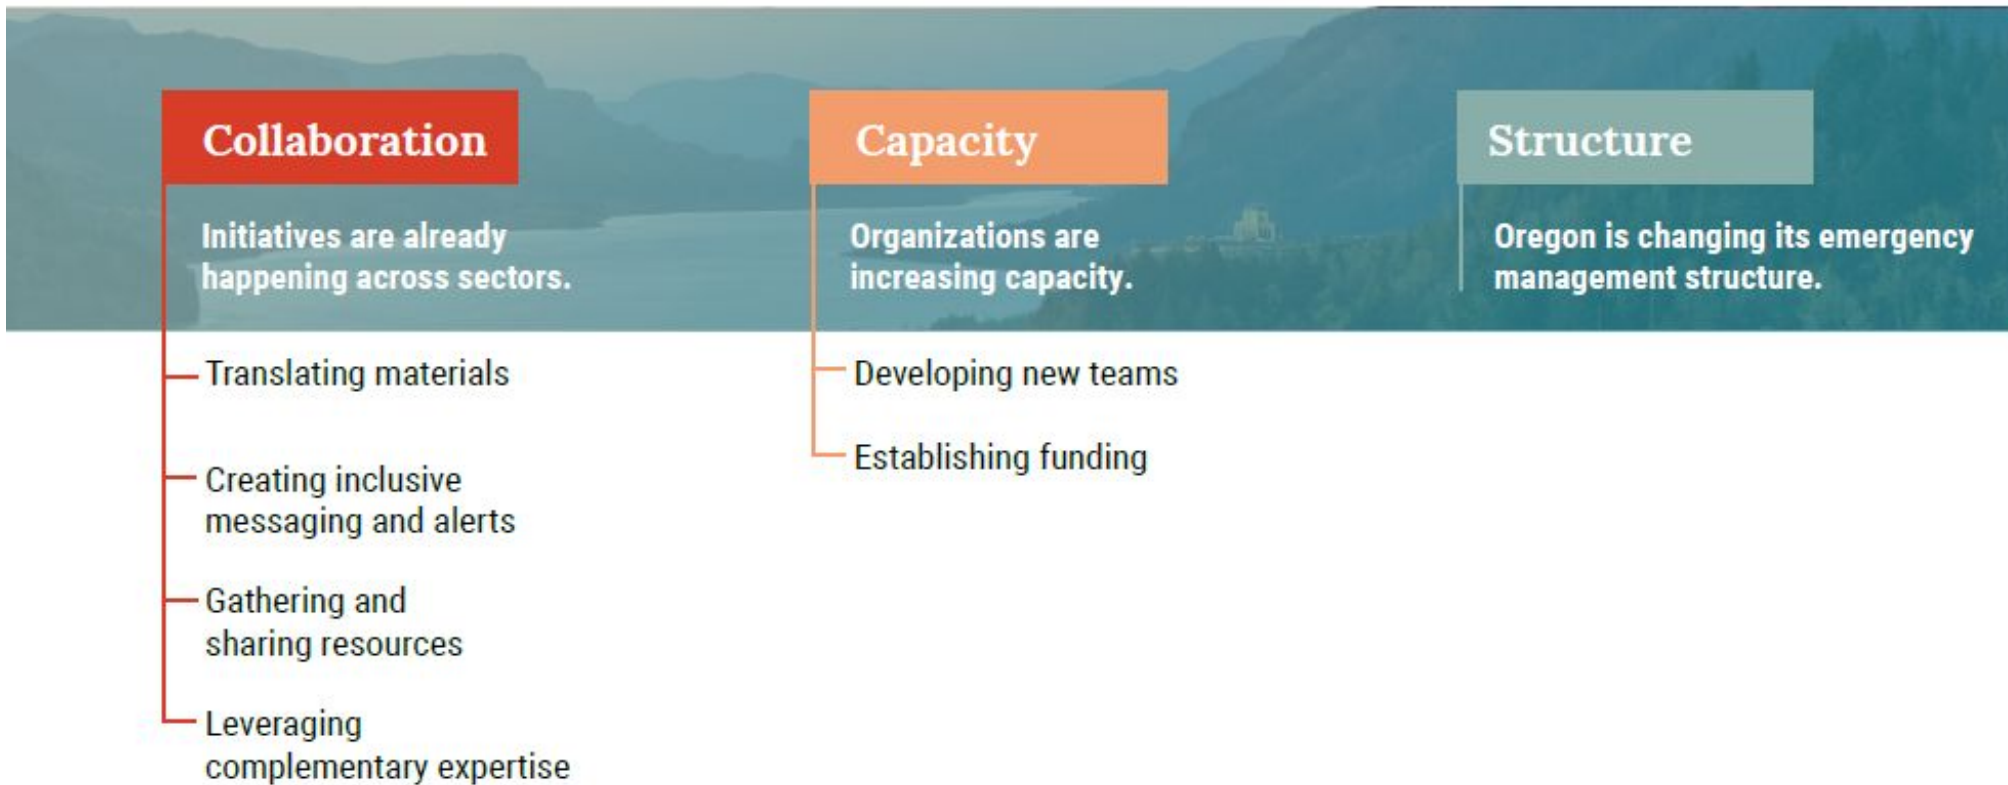 Collaboration
Initiatives are already
happening across sectors.
Translating materials
Creating inclusive
messaging and alerts
Gathering and
sharing resources
Leveraging
complementary expertise
Capacity
Organizations are
increasing capacity.
Developing new teams
Establishing funding
Structure
Oregon is changing its emergency
management structure.